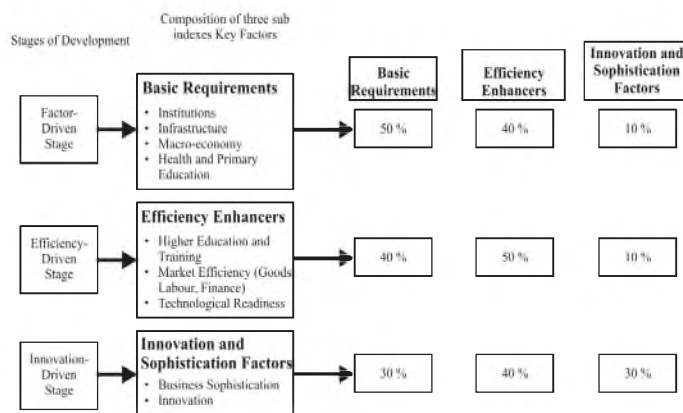 Composition of three sub
indexes Key Factors
Stages of Development
Basic
Requirements
Efficiency
Enhancers
Innovation and
Sophistication
Factors
Factor-
Driven
Stage
Basic Requirements
• Institutions
• Infrastructure
• Macro-economy
• Health and Primary
Education
50 %
40 %
10 %
Efficiency-
Driven
Stage
Efficiency Enhancers
• Higher Education and
Training
• Market Efficiency (Goods
Labour, Finance)
• Technological Readiness
40 %
50 %
10 %
Innovation-
Driven
Stage
Innovation and
Sophistication Factors
• Business Sophistication
• Innovation
30 %
40 %
30 %